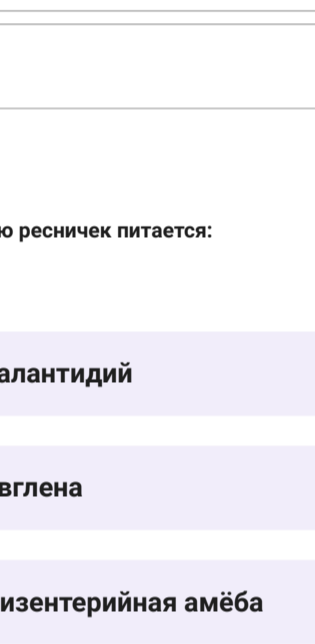 ю ресничек питается:
алантидий
вглена
изентерийная амёба